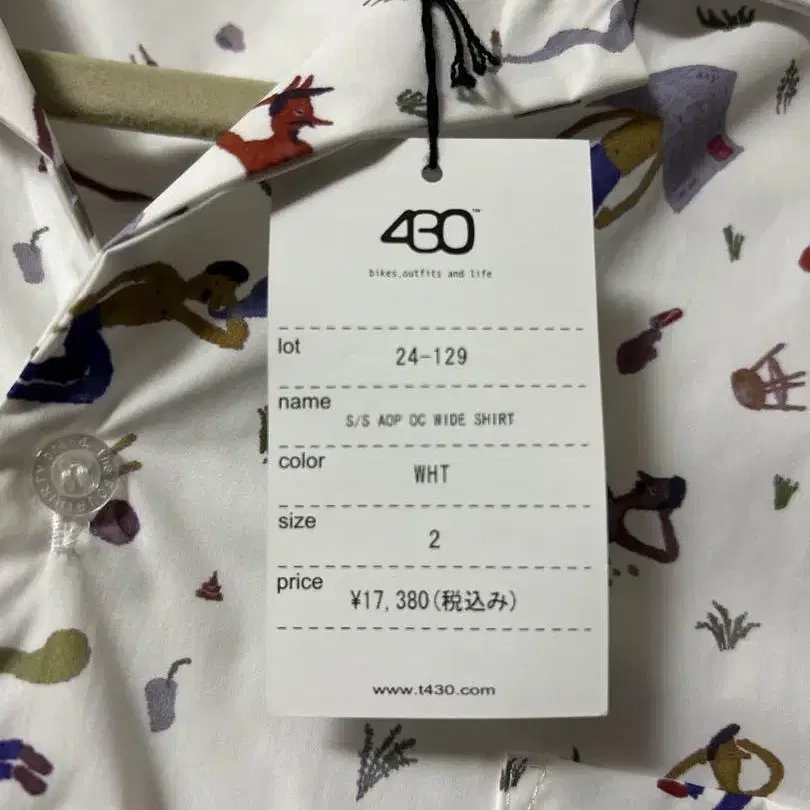 430™
bikes,outfits and life
lot 24-129
name S/S AOP OC WIDE SHIRT
color WHT
size 2
price ¥17,380(税込み)
www.t430.com